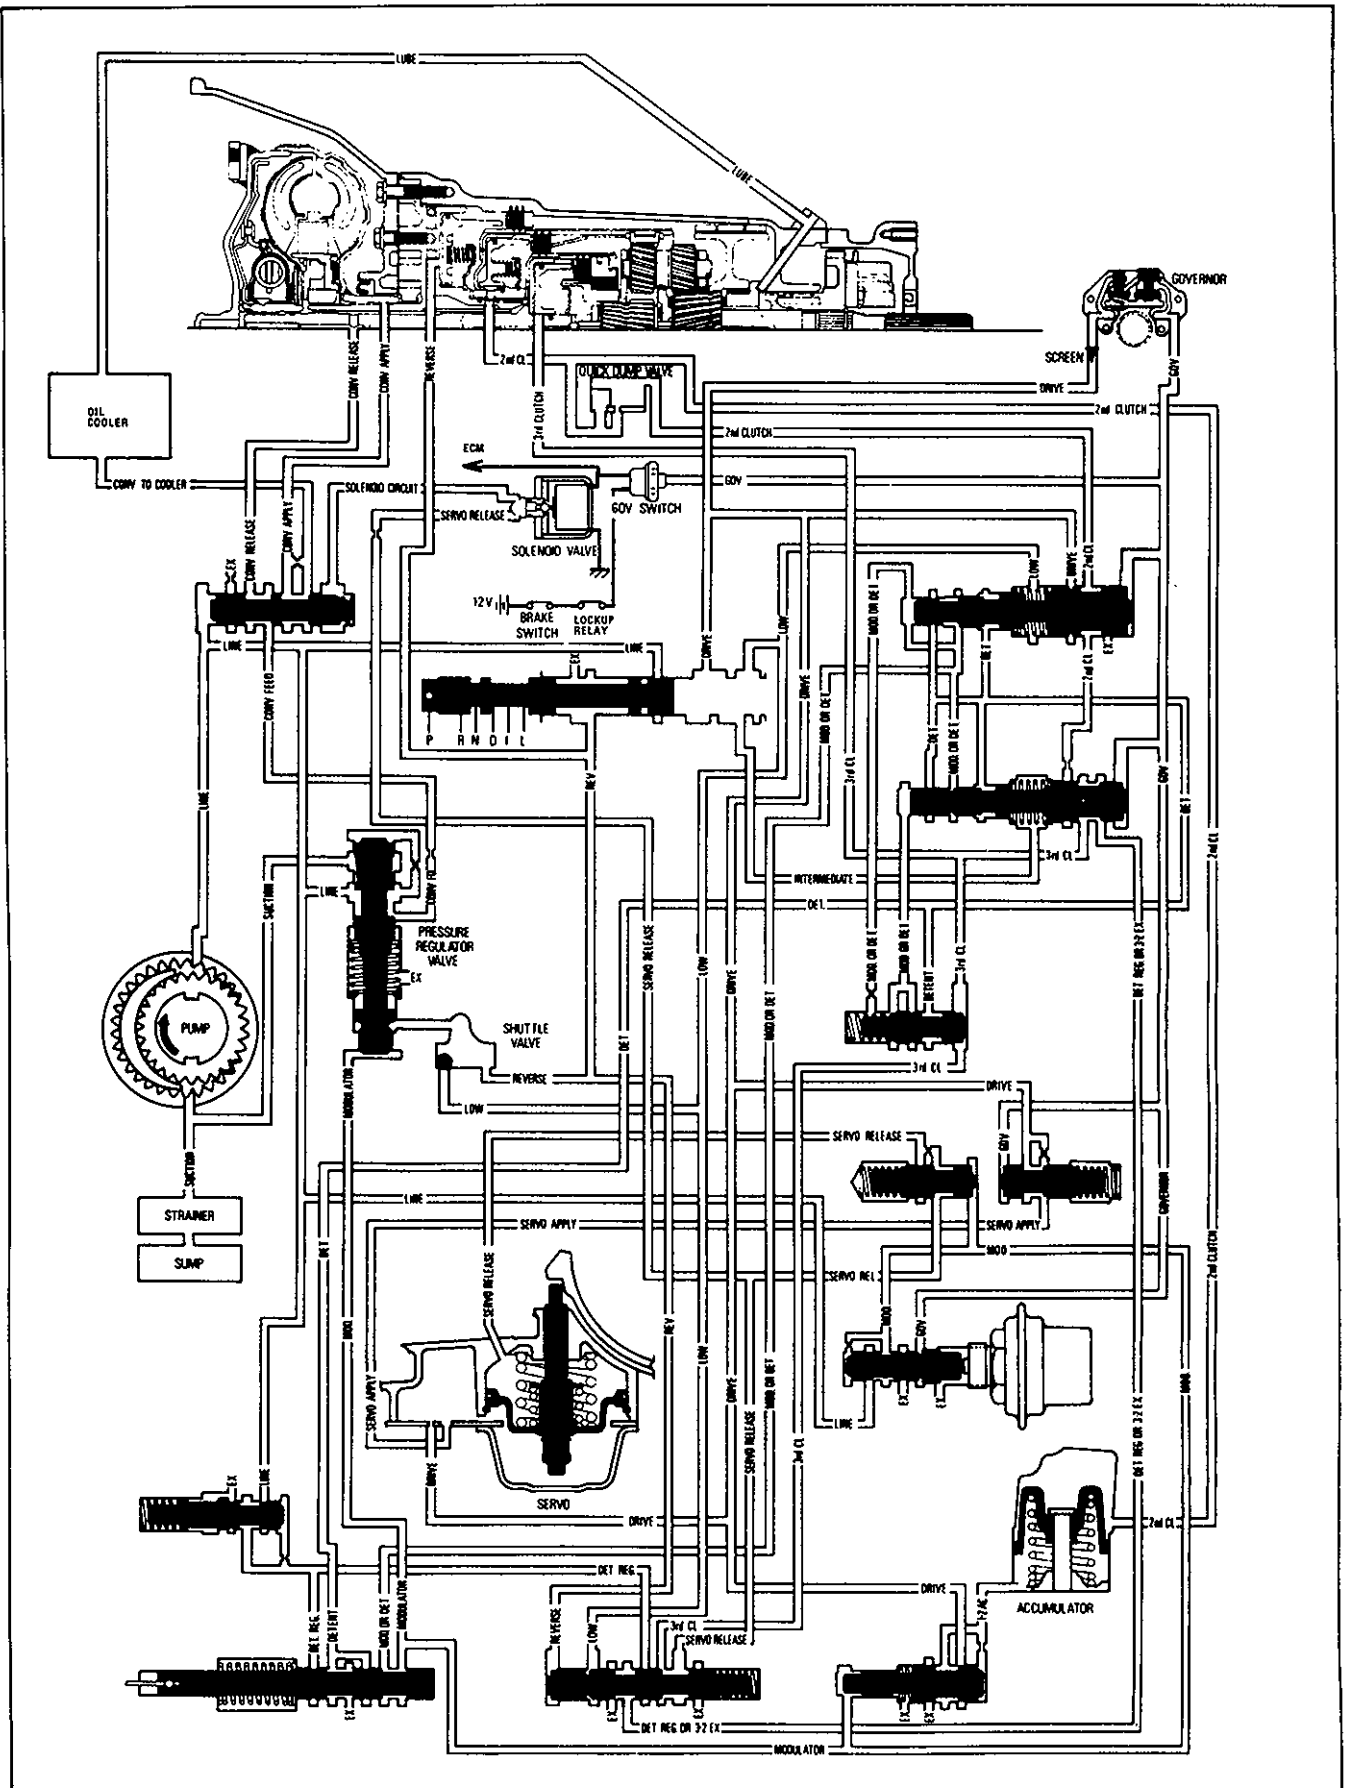 LUBE
LUBE
GOVERNOR
SCREEN
GOV
DRIVE
CONV RELEASE
CONV APPLY
REVERSE
2nd CL
QUICK DUMP VALVE
3rd CLUTCH
2nd CLUTCH
2nd CLUTCH
OIL
COOLER
ECM
CONV TO COOLER
SOLENOID CIRCUIT
GOV
GOV SWITCH
SERVO RELEASE
SOLENOID VALVE
CONV RELEASE
CONV APPLY
EX
LOW
DRIVE
2nd CL
MOD OR DET
12V
BRAKE
SWITCH
LOCKUP
RELAY
LINE
LINE
EX
DRIVE
LOW
DET
EX
2nd CL
CONV FEED
P R N D I L
REV
DRIVE
MOD OR DET
3rd CL
DET
MOD OR DET
GOV
DET
2nd CL
LINE
SUCTION
LINE
CONV FD
3rd CL
INTERMEDIATE
DET.
PRESSURE
REGULATOR
VALVE
EX
SERVO RELEASE
LOW
DRIVE
MOD OR DET
MOD OR DET
MOD OR DET
DETENT
3rd CL
DET REG OR 3-2 EX
PUMP
SHUTTLE
VALVE
DET
REVERSE
LOW
MODULATOR
3rd CL
DRIVE
SUCTION
SERVO RELEASE
GOV
STRAINER
SUMP
LINE
SERVO APPLY
SERVO APPLY
GOVERNOR
DET
MOD
SERVO REL
2nd CLUTCH
SERVO RELEASE
MOD
MOD
GOV
REV
LOW
DRIVE
MOD OR DET
MOD
SERVO APPLY
EX
EX
LINE
SERVO RELEASE
3rd CL
DET REG OR 3-2 EX
DRIVE
SERVO
EX
LINE
DRIVE
2nd CL
DET REG
DRIVE
1-2 AC
ACCUMULATOR
DET REG
DETENT
MOD OR DET
MODULATOR
REVERSE
LOW
3rd CL
SERVO RELEASE
EX
EX
EX
EX
EX
DET REG OR 3-2 EX
MODULATOR